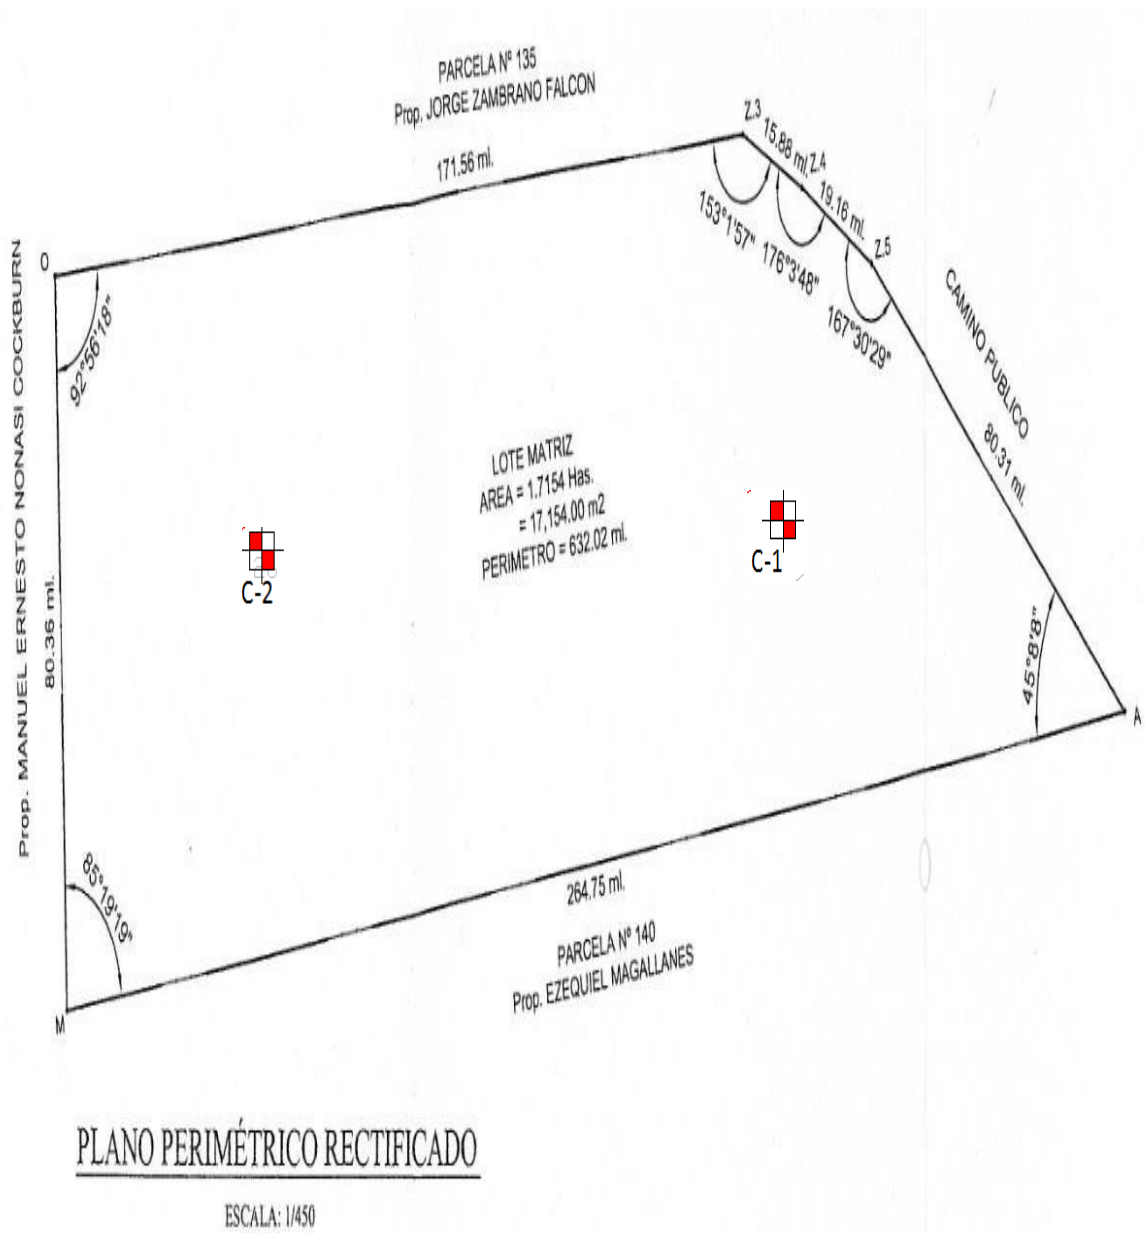 PARCELA Nº 135
Prop. JORGE ZAMBRANO FALCON
171.56 ml.
Z.3
15.88 ml.
Z.4
19.16 ml.
Z.5
153°1'57"
176°3'48"
167°30'29"
CAMINO PUBLICO
80.31 ml.
O
92°56'18"
Prop. MANUEL ERNESTO NONASI COCKBURN
80.36 ml.
LOTE MATRIZ
AREA = 1.7154 Has.
= 17,154.00 m2
PERIMETRO = 632.02 ml.
C-1
C-2
45°8'8"
A
85°19'19"
M
264.75 ml.
PARCELA Nº 140
Prop. EZEQUIEL MAGALLANES
PLANO PERIMÉTRICO RECTIFICADO
ESCALA: 1/450